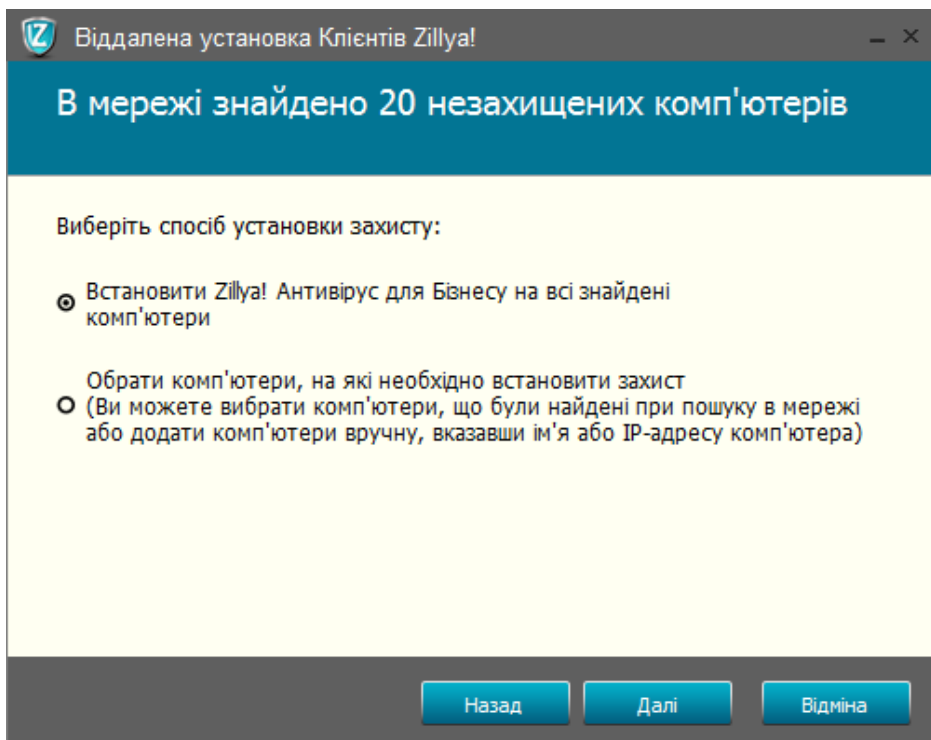 Віддалена установка Клієнтів Zillya!
В мережі знайдено 20 незахищених комп'ютерів
Виберіть спосіб установки захисту:
Встановити Zillya! Антивірус для Бізнесу на всі знайдені
комп'ютери
Обрати комп'ютери, на які необхідно встановити захист
(Ви можете вибрати комп'ютери, що були найдені при пошуку в мережі
або додати комп'ютери вручну, вказавши ім'я або IP-адресу комп'ютера)
Назад Далі Відміна